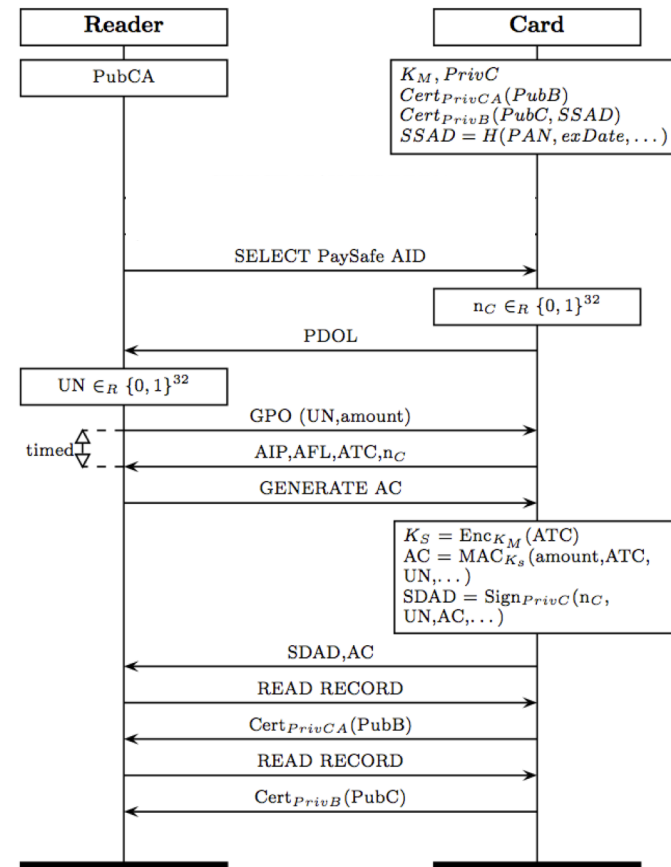 Reader
Card
PubCA
K_M, PrivC
Cert_PrivCA(PubB)
Cert_PrivB(PubC, SSAD)
SSAD = H(PAN, exDate, . . . )
SELECT PaySafe AID
n_C ∈_R {0, 1}^32
PDOL
UN ∈_R {0, 1}^32
GPO (UN,amount)
timed
AIP,AFL,ATC,n_C
GENERATE AC
K_S = Enc_K_M(ATC)
AC = MAC_K_s(amount,ATC,
UN,. . . )
SDAD = Sign_PrivC(n_C,
UN,AC,. . . )
SDAD,AC
READ RECORD
Cert_PrivCA(PubB)
READ RECORD
Cert_PrivB(PubC)